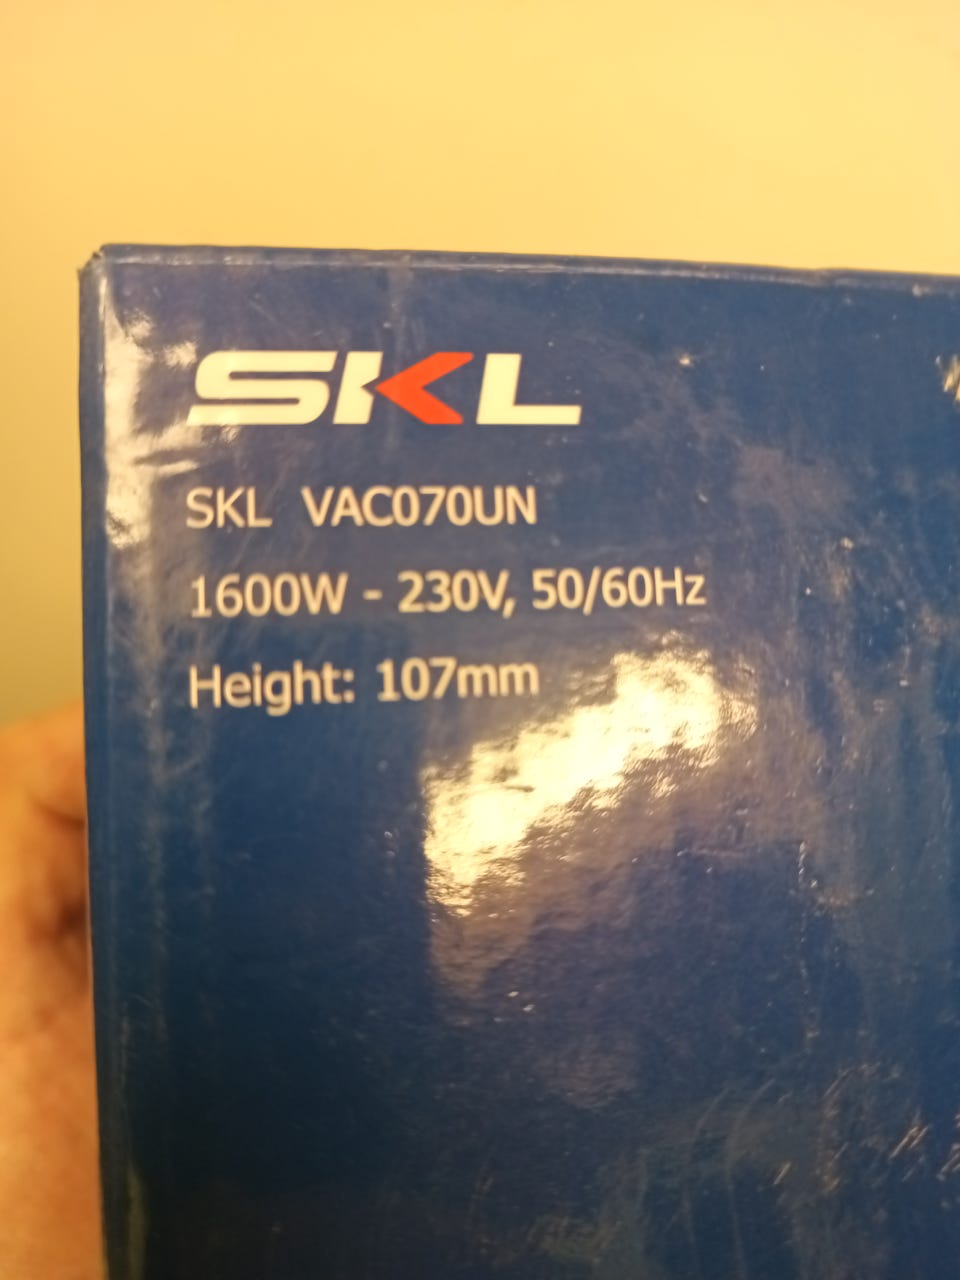 SKL
SKL VAC070UN
1600W - 230V, 50/60Hz
Height: 107mm